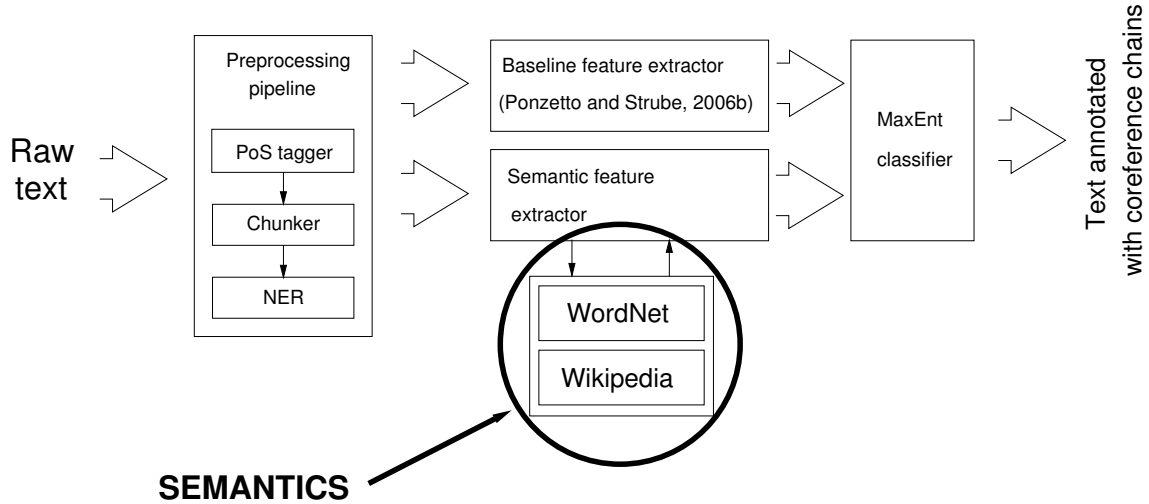 Raw
text
Preprocessing
pipeline
PoS tagger
Chunker
NER
Baseline feature extractor
(Ponzetto and Strube, 2006b)
Semantic feature
extractor
WordNet
Wikipedia
SEMANTICS
MaxEnt
classifier
Text annotated
with coreference chains